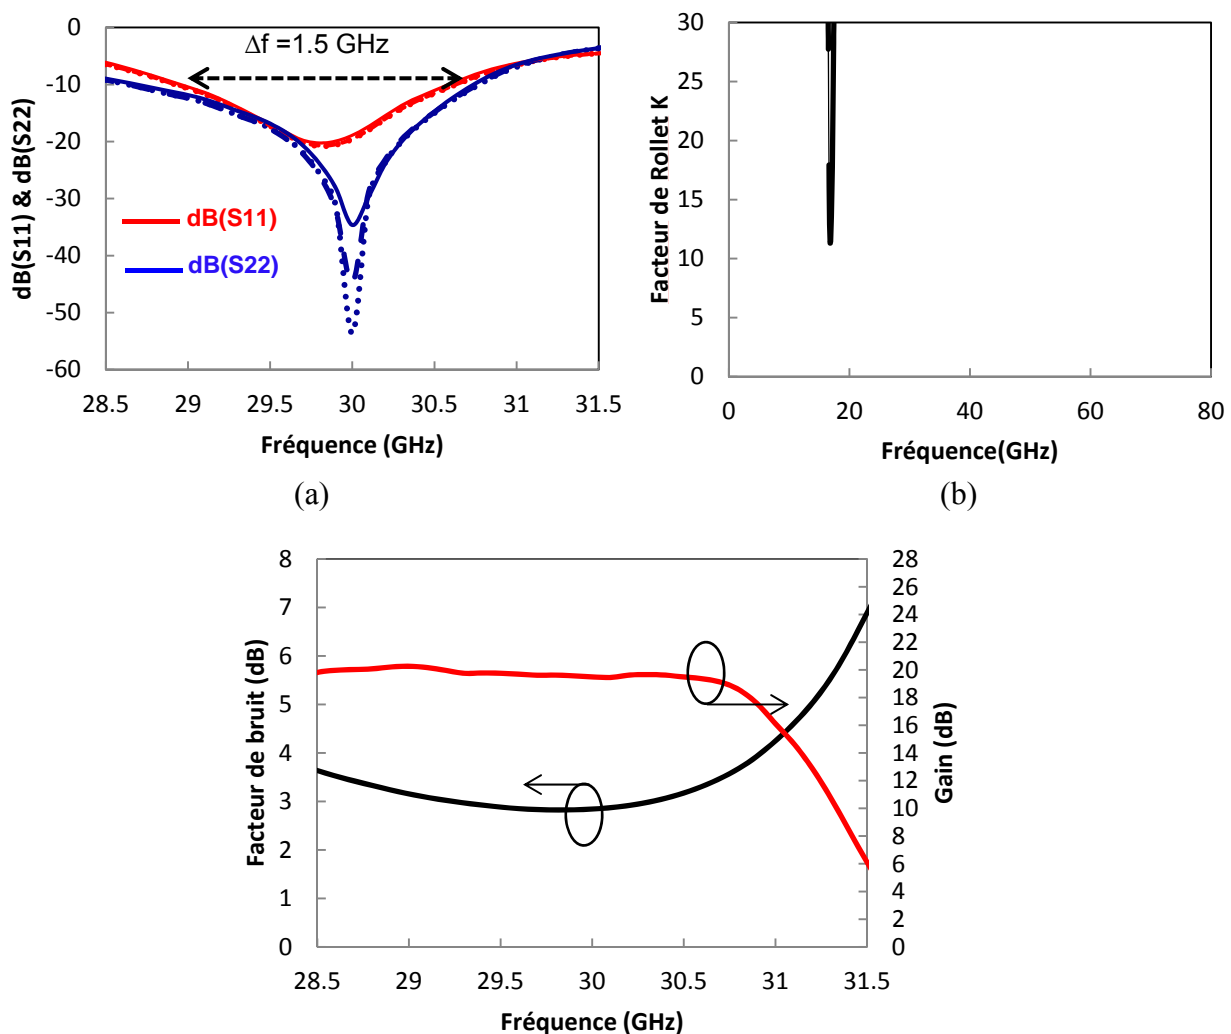 0
-10
-20
-30
-40
-50
-60
dB(S11) & dB(S22)
Δf =1.5 GHz
dB(S11)
dB(S22)
28.5 29 29.5 30 30.5 31 31.5
Fréquence (GHz)
(a)
30
25
20
15
10
5
0
Facteur de Rollet K
0 20 40 60 80
Fréquence(GHz)
(b)
8
7
6
5
4
3
2
1
0
Facteur de bruit (dB)
28
26
24
22
20
18
16
14
12
10
8
6
4
2
0
Gain (dB)
28.5 29 29.5 30 30.5 31 31.5
Fréquence (GHz)